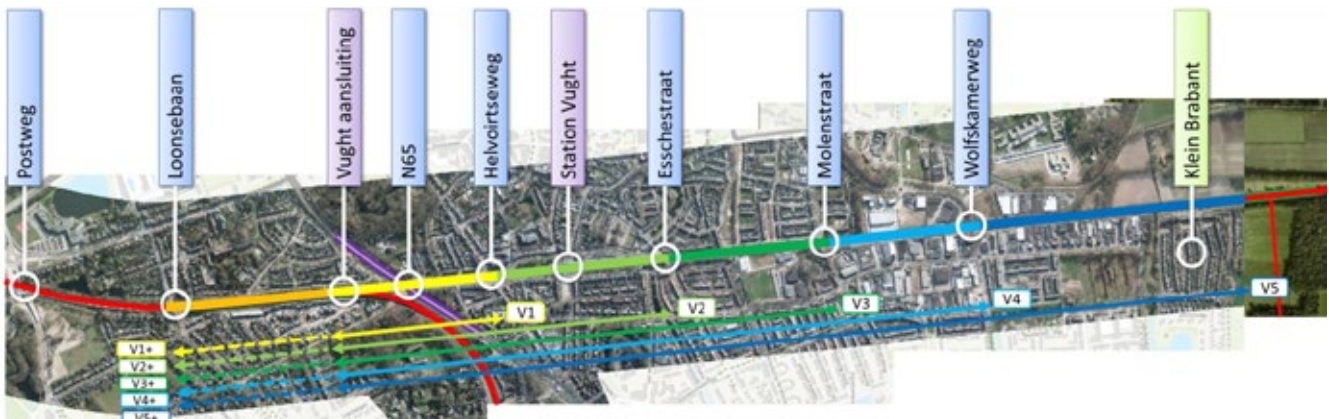 Postweg
Loonsebaan
Vught aansluiting
N65
Helvoirtseweg
Station Vught
Esschestraat
Molenstraat
Wolfskamerweg
Klein Brabant
V1
V2
V3
V4
V5
V1+
V2+
V3+
V4+
V5+